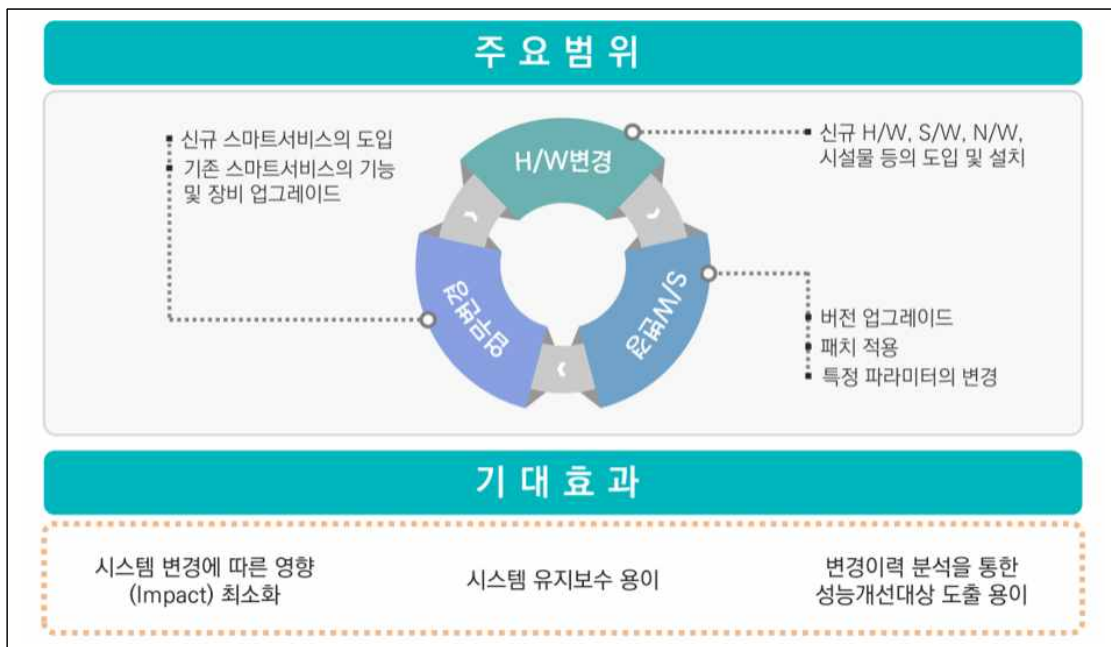 주요범위
▪ 신규 스마트서비스의 도입
▪ 기존 스마트서비스의 기능
및 장비 업그레이드
H/W변경
▪ 신규 H/W, S/W, N/W,
시설물 등의 도입 및 설치
업무변경
S/W변경
▪ 버전 업그레이드
▪ 패치 적용
▪ 특정 파라미터의 변경
기대효과
시스템 변경에 따른 영향
(Impact) 최소화
시스템 유지보수 용이
변경이력 분석을 통한
성능개선대상 도출 용이